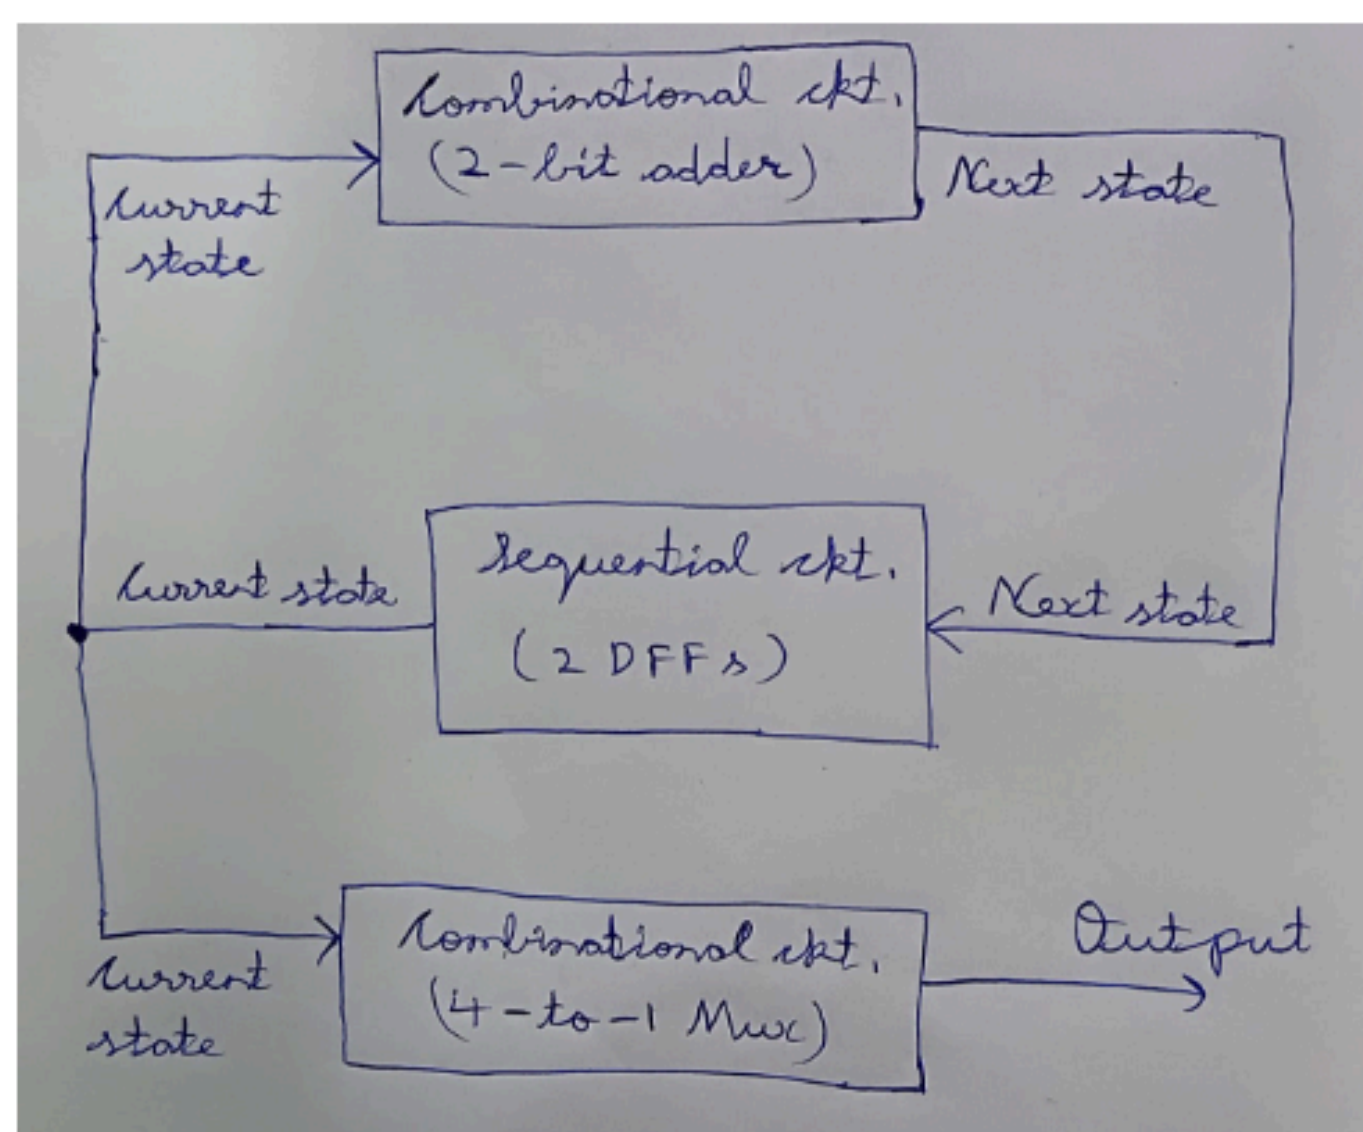 Combinational ckt.
(2-bit adder)
Current
state
Next state
Sequential ckt.
(2 DFFs)
Current state
Next state
Combinational ckt.
(4-to-1 Mux)
Current
state
Output